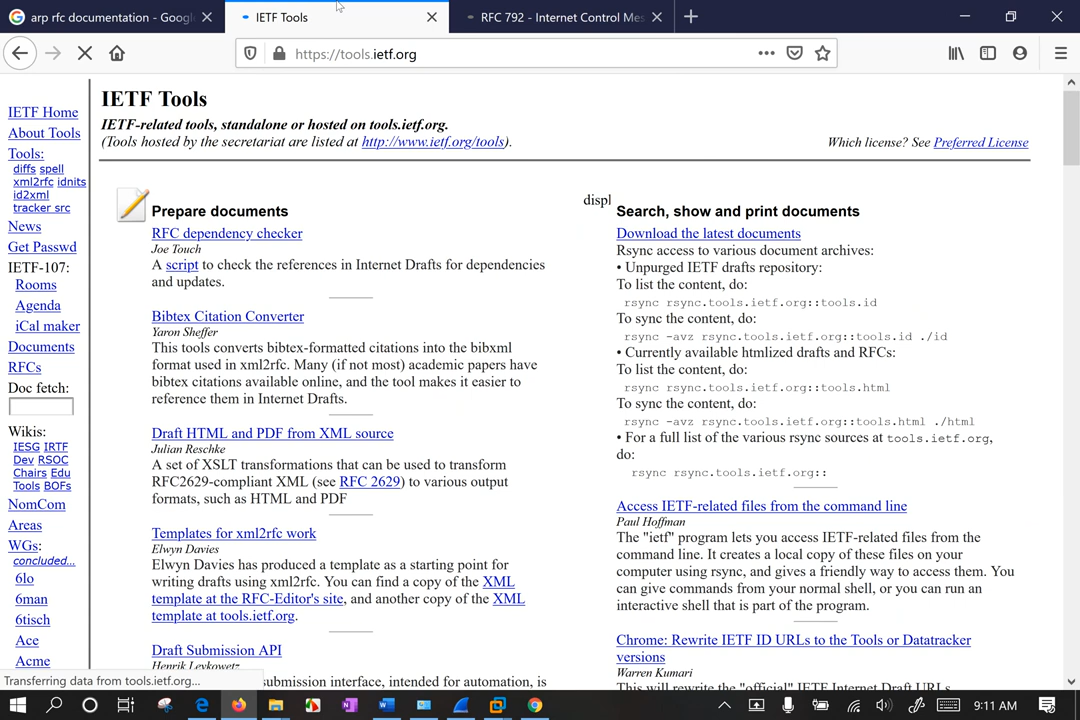 arp rfc documentation - Googl
IETF Tools
RFC 792 - Internet Control Mes
https://tools.ietf.org
IETF Home
About Tools
Tools:
diffs spell
xml2rfc idnits
id2xml
tracker src
News
Get Passwd
IETF-107:
Rooms
Agenda
iCal maker
Documents
RFCs
Doc fetch:
Wikis:
IESG IRTF
Dev RSOC
Chairs Edu
Tools BOFs
NomCom
Areas
WGs:
concluded...
6lo
6man
6tisch
Ace
Acme
IETF Tools
IETF-related tools, standalone or hosted on tools.ietf.org.
(Tools hosted by the secretariat are listed at http://www.ietf.org/tools).
Which license? See Preferred License
Prepare documents
RFC dependency checker
Joe Touch
A script to check the references in Internet Drafts for dependencies
and updates.
Bibtex Citation Converter
Yaron Sheffer
This tools converts bibtex-formatted citations into the bibxml
format used in xml2rfc. Many (if not most) academic papers have
bibtex citations available online, and the tool makes it easier to
reference them in Internet Drafts.
Draft HTML and PDF from XML source
Julian Reschke
A set of XSLT transformations that can be used to transform
RFC2629-compliant XML (see RFC 2629) to various output
formats, such as HTML and PDF
Templates for xml2rfc work
Elwyn Davies
Elwyn Davies has produced a template as a starting point for
writing drafts using xml2rfc. You can find a copy of the XML
template at the RFC-Editor's site, and another copy of the XML
template at tools.ietf.org.
Draft Submission API
Henrik Levkowetz
submission interface, intended for automation, is
displ
Search, show and print documents
Download the latest documents
Rsync access to various document archives:
• Unpurged IETF drafts repository:
To list the content, do:
rsync rsync.tools.ietf.org::tools.id
To sync the content, do:
rsync -avz rsync.tools.ietf.org::tools.id ./id
• Currently available htmlized drafts and RFCs:
To list the content, do:
rsync rsync.tools.ietf.org::tools.html
To sync the content, do:
rsync -avz rsync.tools.ietf.org::tools.html ./html
• For a full list of the various rsync sources at tools.ietf.org,
do:
rsync rsync.tools.ietf.org::
Access IETF-related files from the command line
Paul Hoffman
The "ietf" program lets you access IETF-related files from the
command line. It creates a local copy of these files on your
computer using rsync, and gives a friendly way to access them. You
can give commands from your normal shell, or you can run an
interactive shell that is part of the program.
Chrome: Rewrite IETF ID URLs to the Tools or Datatracker
versions
Warren Kumari
This will rewrite the "official" IETF Internet Draft URLs
Transferring data from tools.ietf.org...
9:11 AM